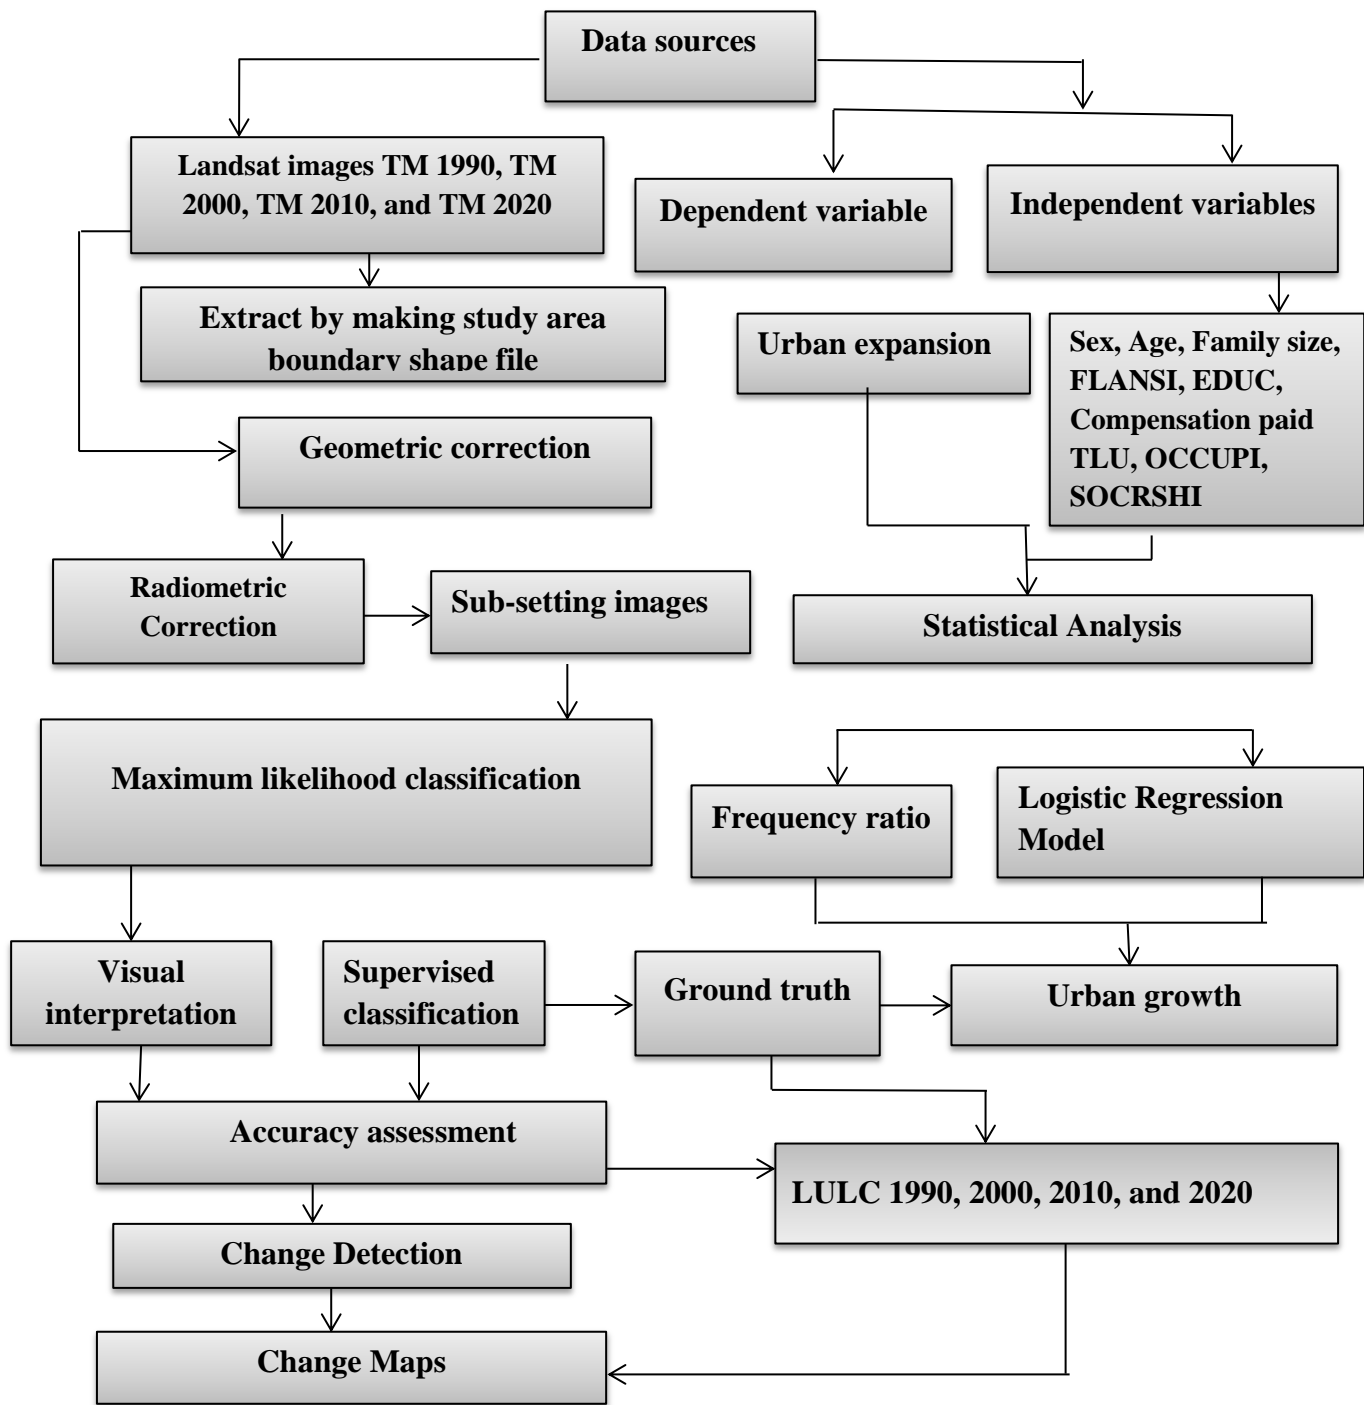 Data sources
Landsat images TM 1990, TM
2000, TM 2010, and TM 2020
Dependent variable
Independent variables
Extract by making study area
boundary shape file
Urban expansion
Sex, Age, Family size,
FLANSI, EDUC,
Compensation paid
TLU, OCCUPI,
SOCRSHI
Geometric correction
Radiometric
Correction
Sub-setting images
Statistical Analysis
Maximum likelihood classification
Frequency ratio
Logistic Regression
Model
Visual
interpretation
Supervised
classification
Ground truth
Urban growth
Accuracy assessment
LULC 1990, 2000, 2010, and 2020
Change Detection
Change Maps